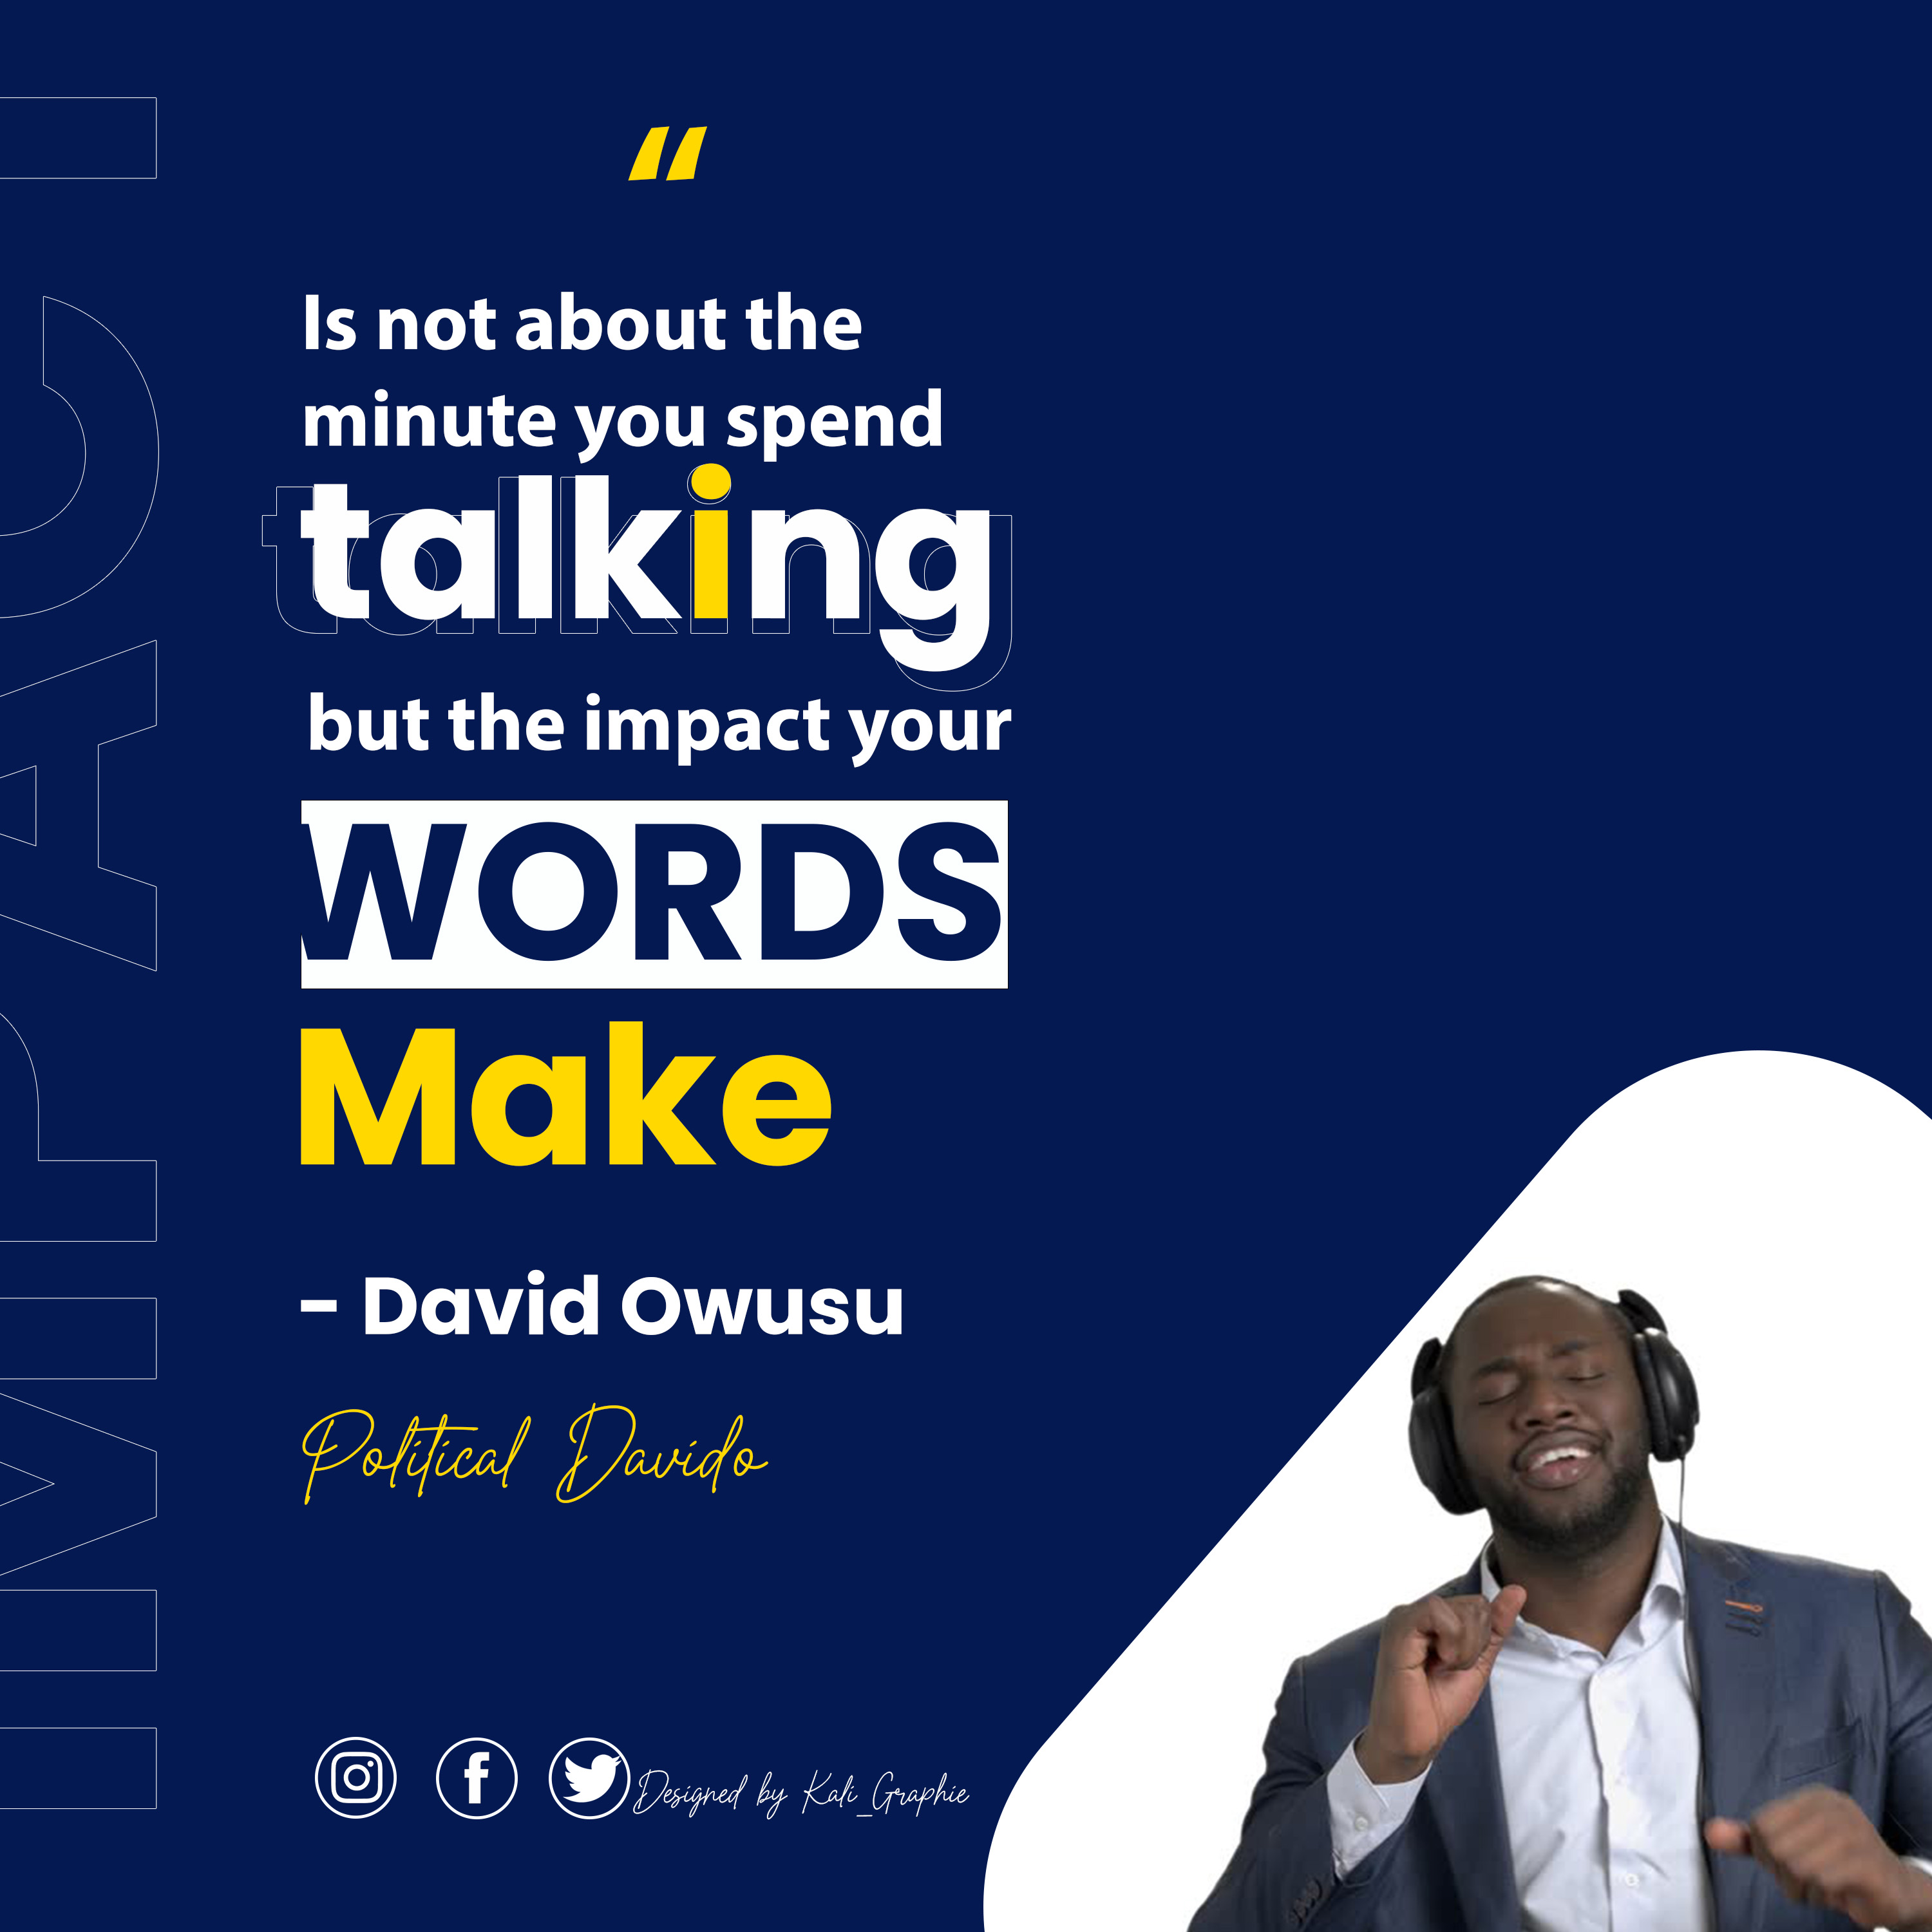 IMPACT
“
Is not about the
minute you spend
talking
but the impact your
WORDS
Make
- David Owusu
Political Davido
Designed by Kali_Graphie